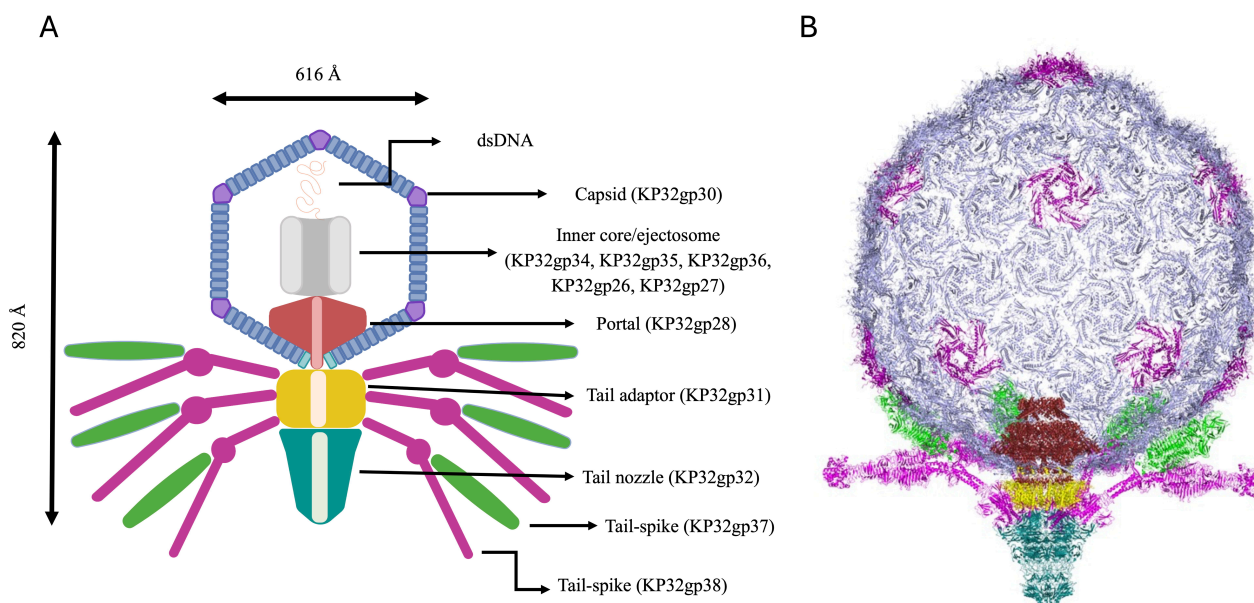 A
B
616 Å
820 Å
dsDNA
Capsid (KP32gp30)
Inner core/ejectosome
(KP32gp34, KP32gp35, KP32gp36,
KP32gp26, KP32gp27)
Portal (KP32gp28)
Tail adaptor (KP32gp31)
Tail nozzle (KP32gp32)
Tail-spike (KP32gp37)
Tail-spike (KP32gp38)